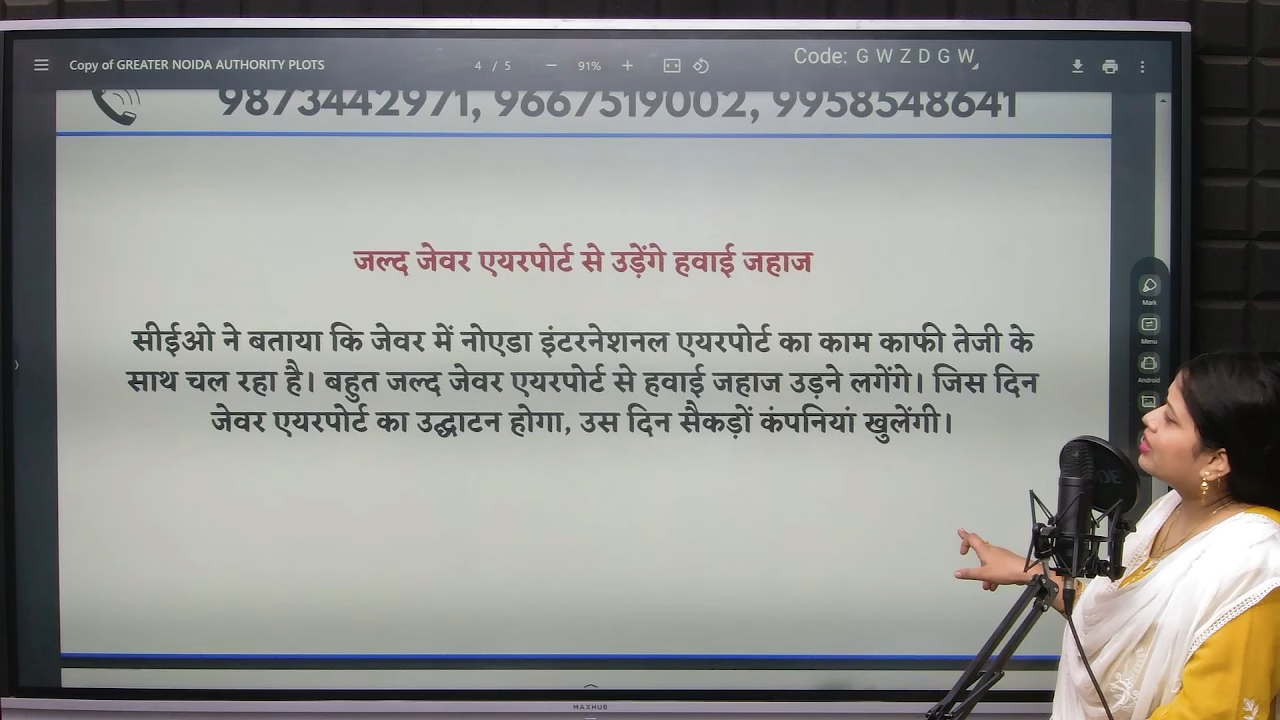 Copy of GREATER NOIDA AUTHORITY PLOTS
4 / 5
91%
Code: G W Z D G W
9873442971, 9667519002, 9958548641
जल्द जेवर एयरपोर्ट से उड़ेंगे हवाई जहाज
सीईओ ने बताया कि जेवर में नोएडा इंटरनेशनल एयरपोर्ट का काम काफी तेजी के
साथ चल रहा है। बहुत जल्द जेवर एयरपोर्ट से हवाई जहाज उड़ने लगेंगे। जिस दिन
जेवर एयरपोर्ट का उद्घाटन होगा, उस दिन सैकड़ों कंपनियां खुलेंगी।
Mark
Menu
Android
MAXHUB